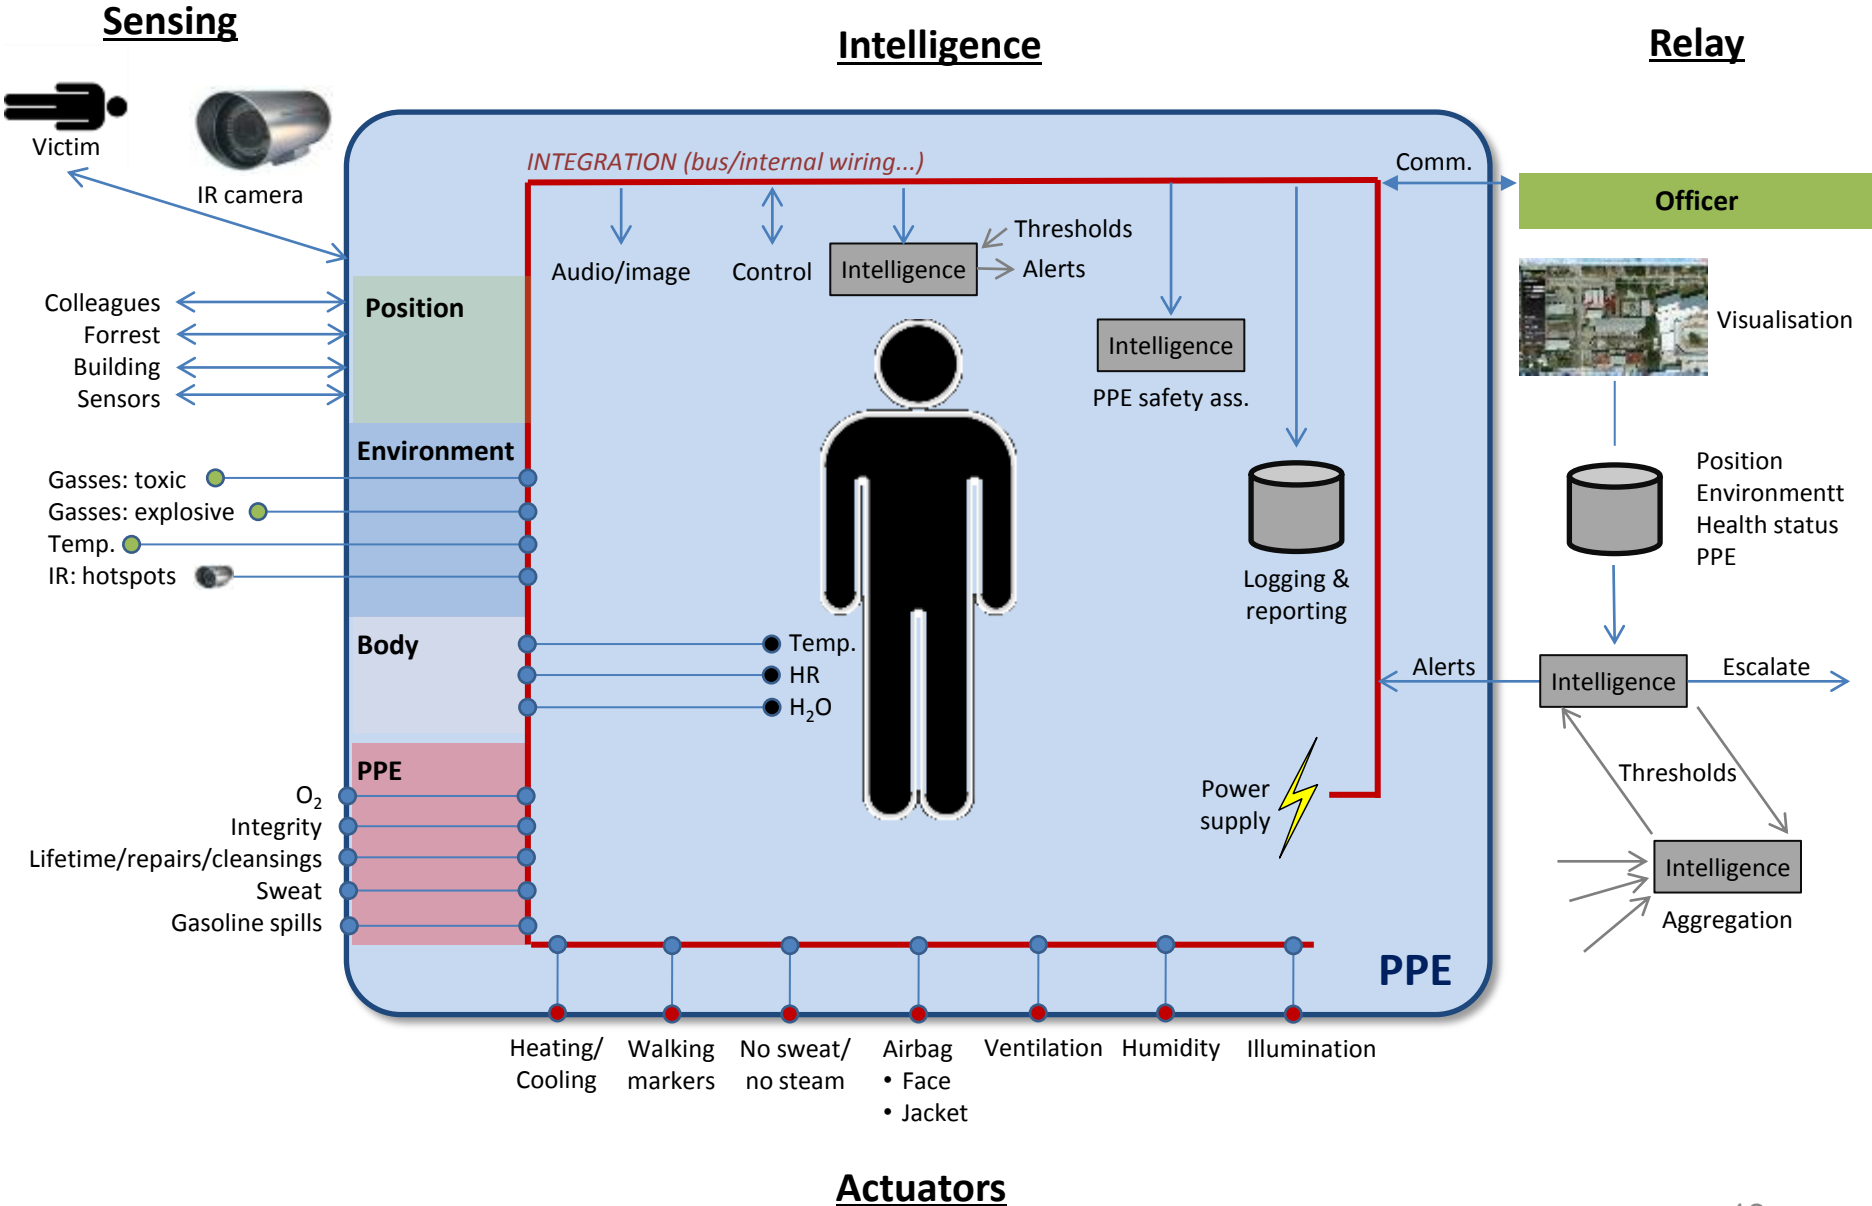 Sensing
Intelligence
Relay
Victim
IR camera
INTEGRATION (bus/internal wiring...)
Comm.
Officer
Audio/image
Control
Intelligence
Thresholds
Alerts
Colleagues
Forrest
Building
Sensors
Position
Intelligence
PPE safety ass.
Visualisation
Environment
Gasses: toxic
Gasses: explosive
Temp.
IR: hotspots
Logging &
reporting
Position
Environmentt
Health status
PPE
Body
Temp.
HR
H₂O
Alerts
Intelligence
Escalate
PPE
O₂
Integrity
Lifetime/repairs/cleansings
Sweat
Gasoline spills
Power
supply
Thresholds
Intelligence
Aggregation
PPE
Heating/
Cooling
Walking
markers
No sweat/
no steam
Airbag
• Face
• Jacket
Ventilation
Humidity
Illumination
Actuators